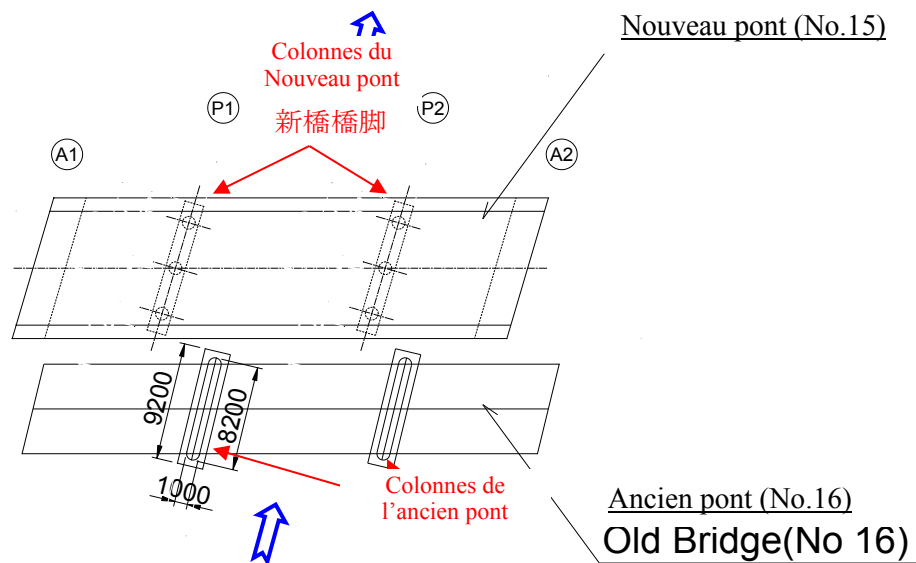 Nouveau pont (No.15)
Colonnes du
Nouveau pont
新橋橋脚
P1
P2
A1
A2
9200
8200
1000
Colonnes de
l'ancien pont
Ancien pont (No.16)
Old Bridge(No 16)